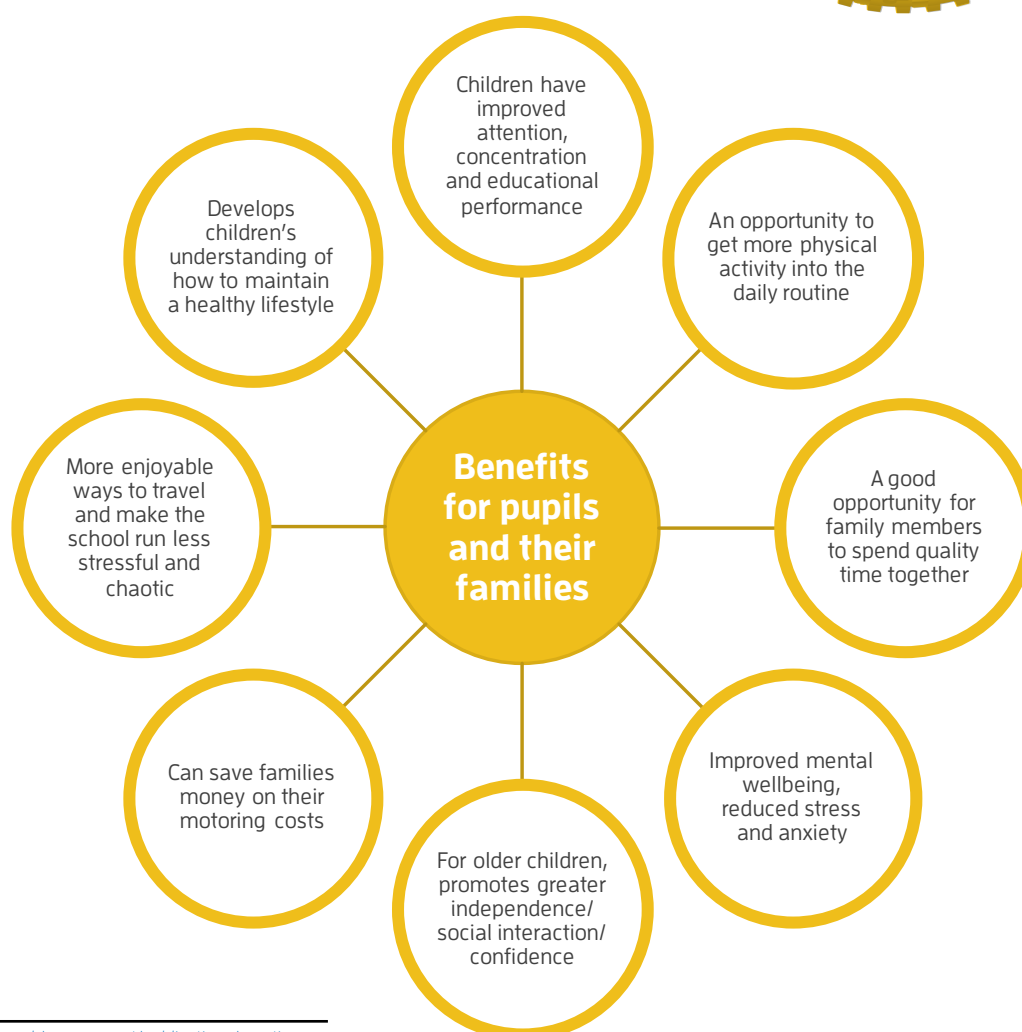 Children have
improved
attention,
concentration
and educational
performance
An opportunity to
get more physical
activity into the
daily routine
A good
opportunity for
family members
to spend quality
time together
Improved mental
wellbeing,
reduced stress
and anxiety
For older children,
promotes greater
independence/
social interaction/
confidence
Can save families
money on their
motoring costs
More enjoyable
ways to travel
and make the
school run less
stressful and
chaotic
Develops
children's
understanding of
how to maintain
a healthy lifestyle
Benefits
for pupils
and their
families